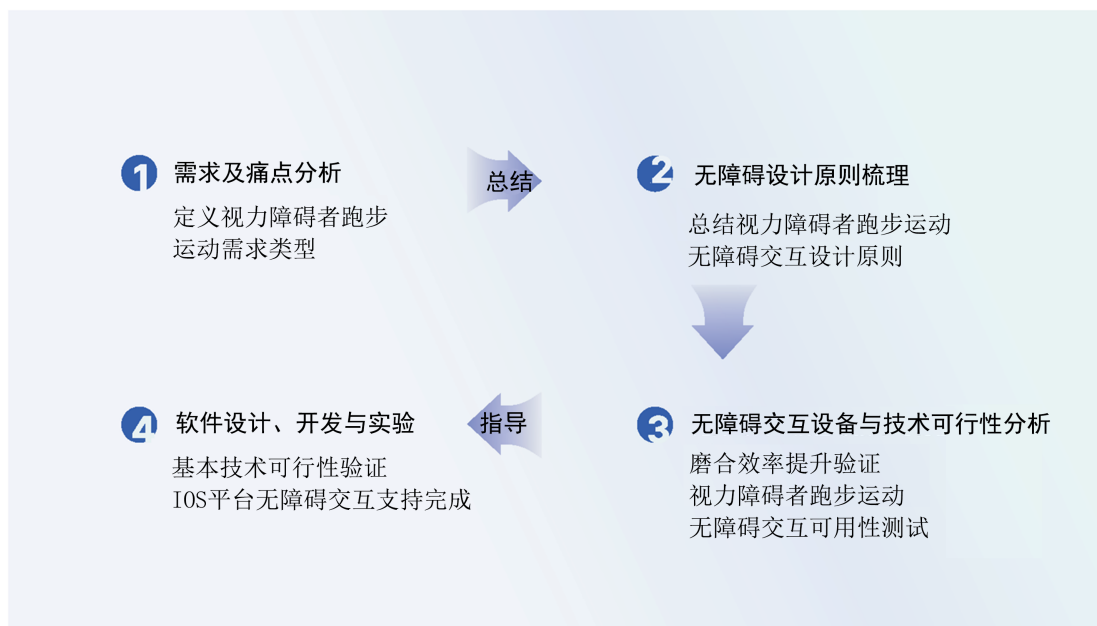 1 需求及痛点分析
定义视力障碍者跑步
运动需求类型
总结
2 无障碍设计原则梳理
总结视力障碍者跑步运动
无障碍交互设计原则
3 无障碍交互设备与技术可行性分析
磨合效率提升验证
视力障碍者跑步运动
无障碍交互可用性测试
指导
4 软件设计、开发与实验
基本技术可行性验证
IOS平台无障碍交互支持完成